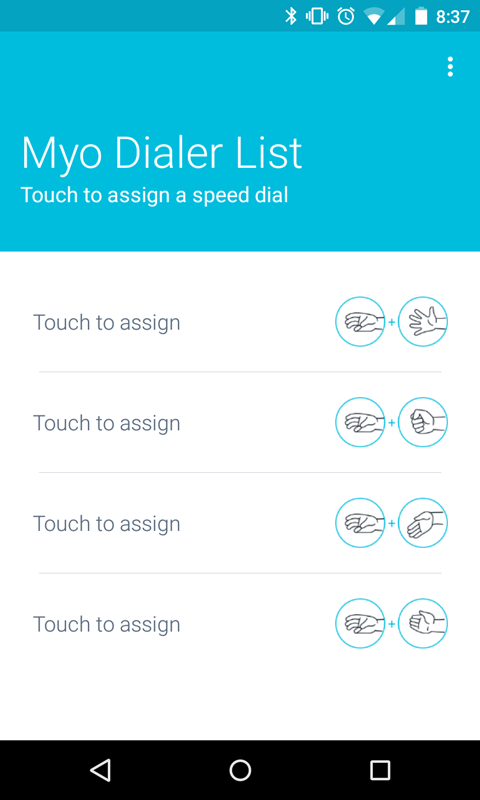 8:37
Myo Dialer List
Touch to assign a speed dial
Touch to assign
+
Touch to assign
+
Touch to assign
+
Touch to assign
+